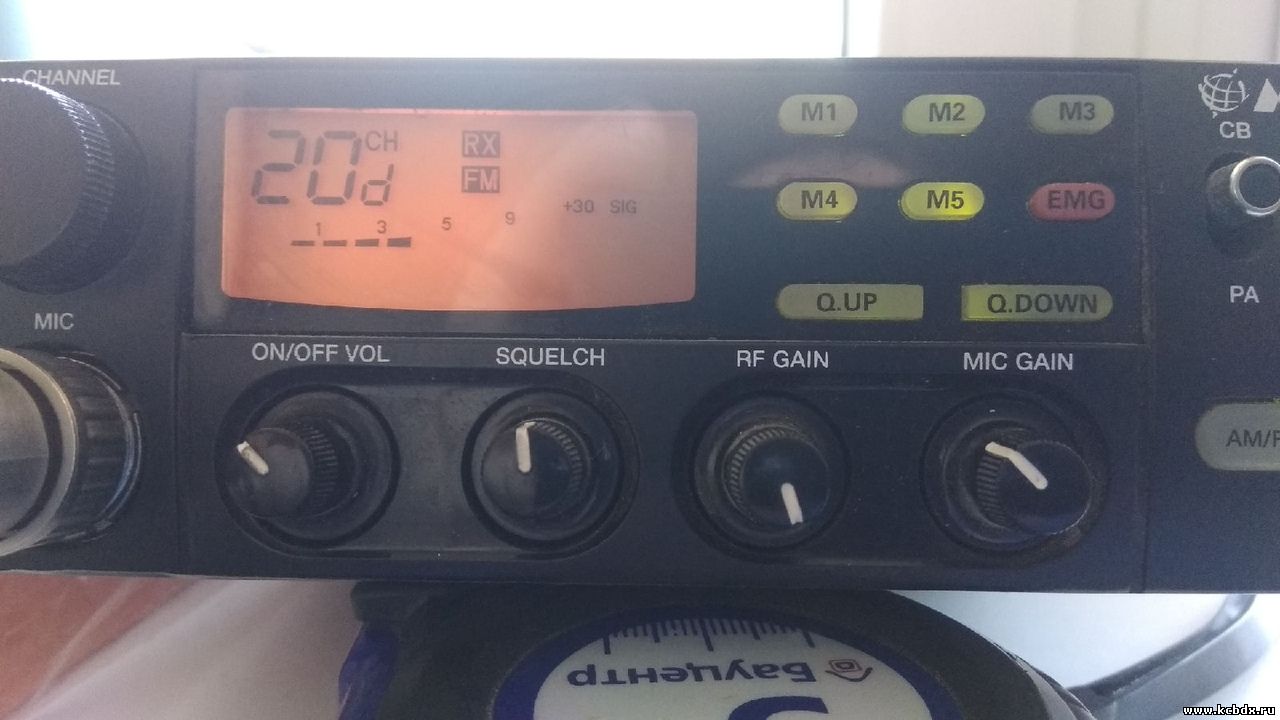 CHANNEL
20d CH RX
FM
1 3 5 9 +30 SIG
M1 M2 M3
M4 M5 EMG
Q.UP Q.DOWN
CB
PA
MIC
ON/OFF VOL SQUELCH RF GAIN MIC GAIN
AM/F
Бауцентр
www.kcbdx.ru